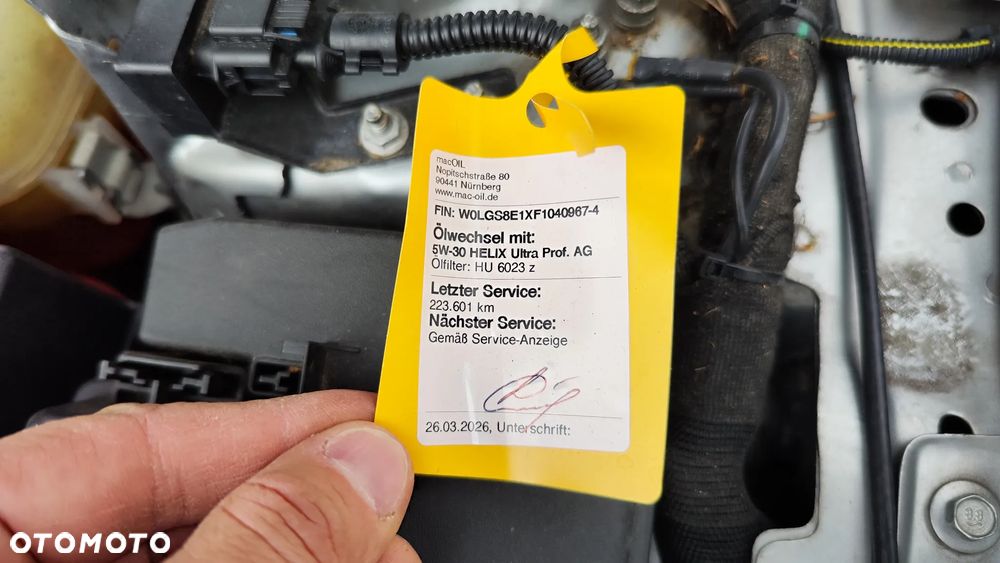 macOIL
Nopitschstraße 80
90441 Nürnberg
www.mac-oil.de
FIN: W0LGS8E1XF1040967-4
Ölwechsel mit:
5W-30 HELIX Ultra Prof. AG
Ölfilter: HU 6023 z
Letzter Service:
223.601 km
Nächster Service:
Gemäß Service-Anzeige
26.03.2026, Unterschrift:
OTOMOTO